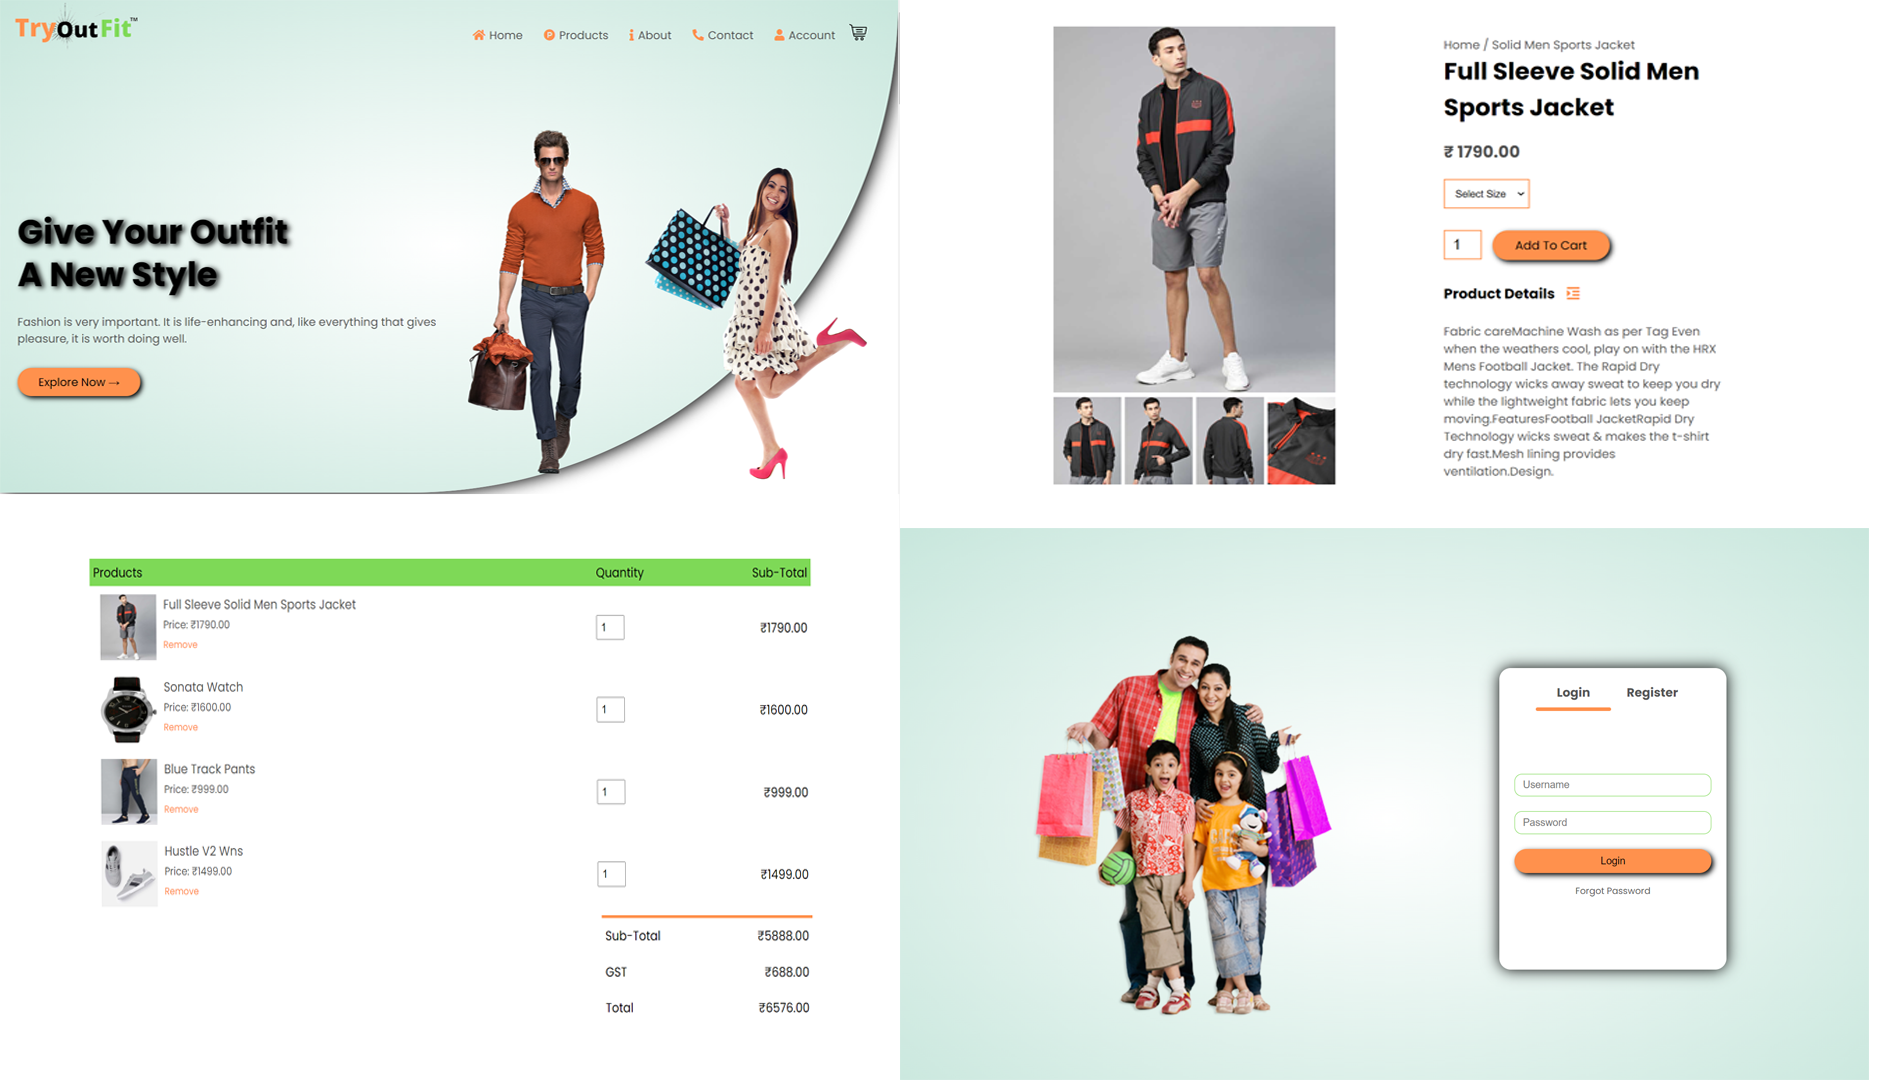 TryOutFit™
Home Products About Contact Account
Give Your Outfit
A New Style
Fashion is very important. It is life-enhancing and, like everything that gives
pleasure, it is worth doing well.
Explore Now →
Home / Solid Men Sports Jacket
Full Sleeve Solid Men
Sports Jacket
₹ 1790.00
Select Size
1 Add To Cart
Product Details
Fabric careMachine Wash as per Tag Even
when the weathers cool, play on with the HRX
Mens Football Jacket. The Rapid Dry
technology wicks away sweat to keep you dry
while the lightweight fabric lets you keep
moving.FeaturesFootball JacketRapid Dry
Technology wicks sweat & makes the t-shirt
dry fast.Mesh lining provides
ventilation.Design.
Products Quantity Sub-Total
Full Sleeve Solid Men Sports Jacket
Price: ₹1790.00
Remove
1 ₹1790.00
Sonata Watch
Price: ₹1600.00
Remove
1 ₹1600.00
Blue Track Pants
Price: ₹999.00
Remove
1 ₹999.00
Hustle V2 Wns
Price: ₹1499.00
Remove
1 ₹1499.00
Sub-Total ₹5888.00
GST ₹688.00
Total ₹6576.00
Login Register
Username
Password
Login
Forgot Password